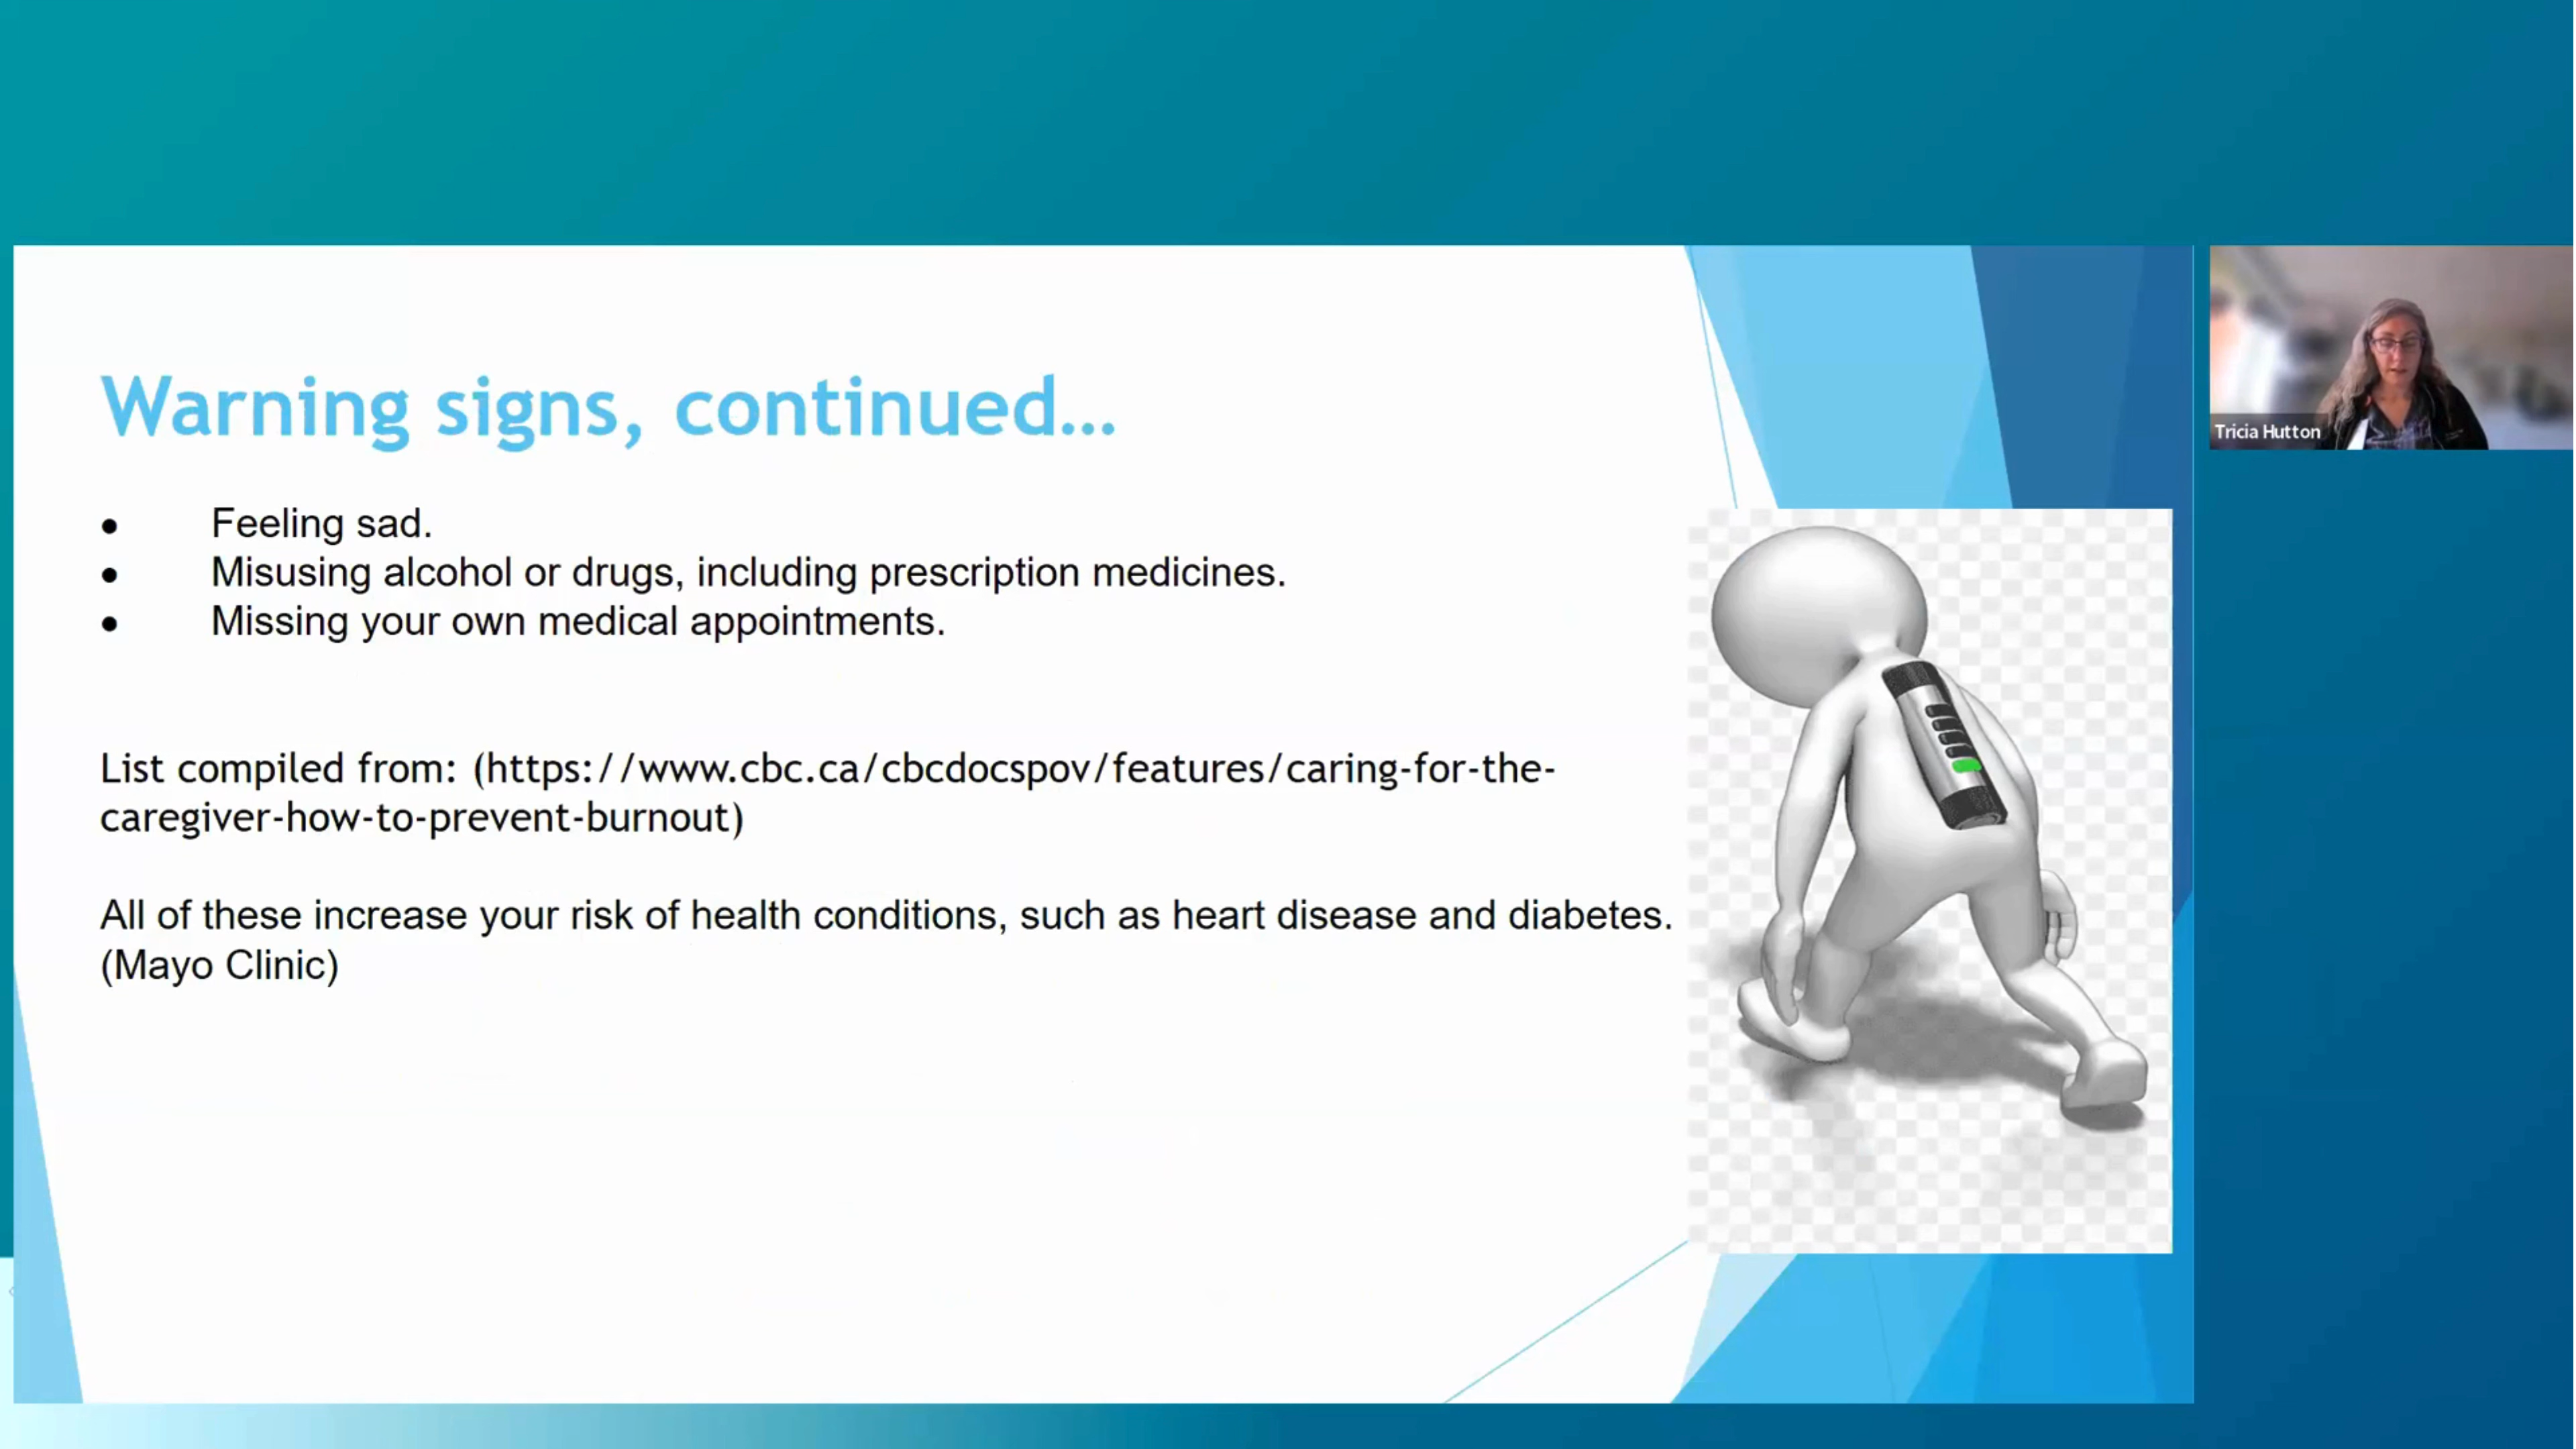 Warning signs, continued...
• Feeling sad.
• Misusing alcohol or drugs, including prescription medicines.
• Missing your own medical appointments.
List compiled from: (https://www.cbc.ca/cbcdocspov/features/caring-for-the-
caregiver-how-to-prevent-burnout)
All of these increase your risk of health conditions, such as heart disease and diabetes.
(Mayo Clinic)
Tricia Hutton